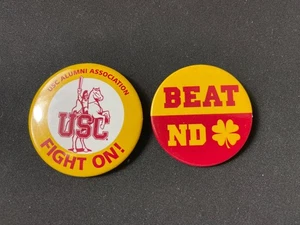 USC ALUMNI ASSOCIATION
USC
FIGHT ON!
BEAT
ND